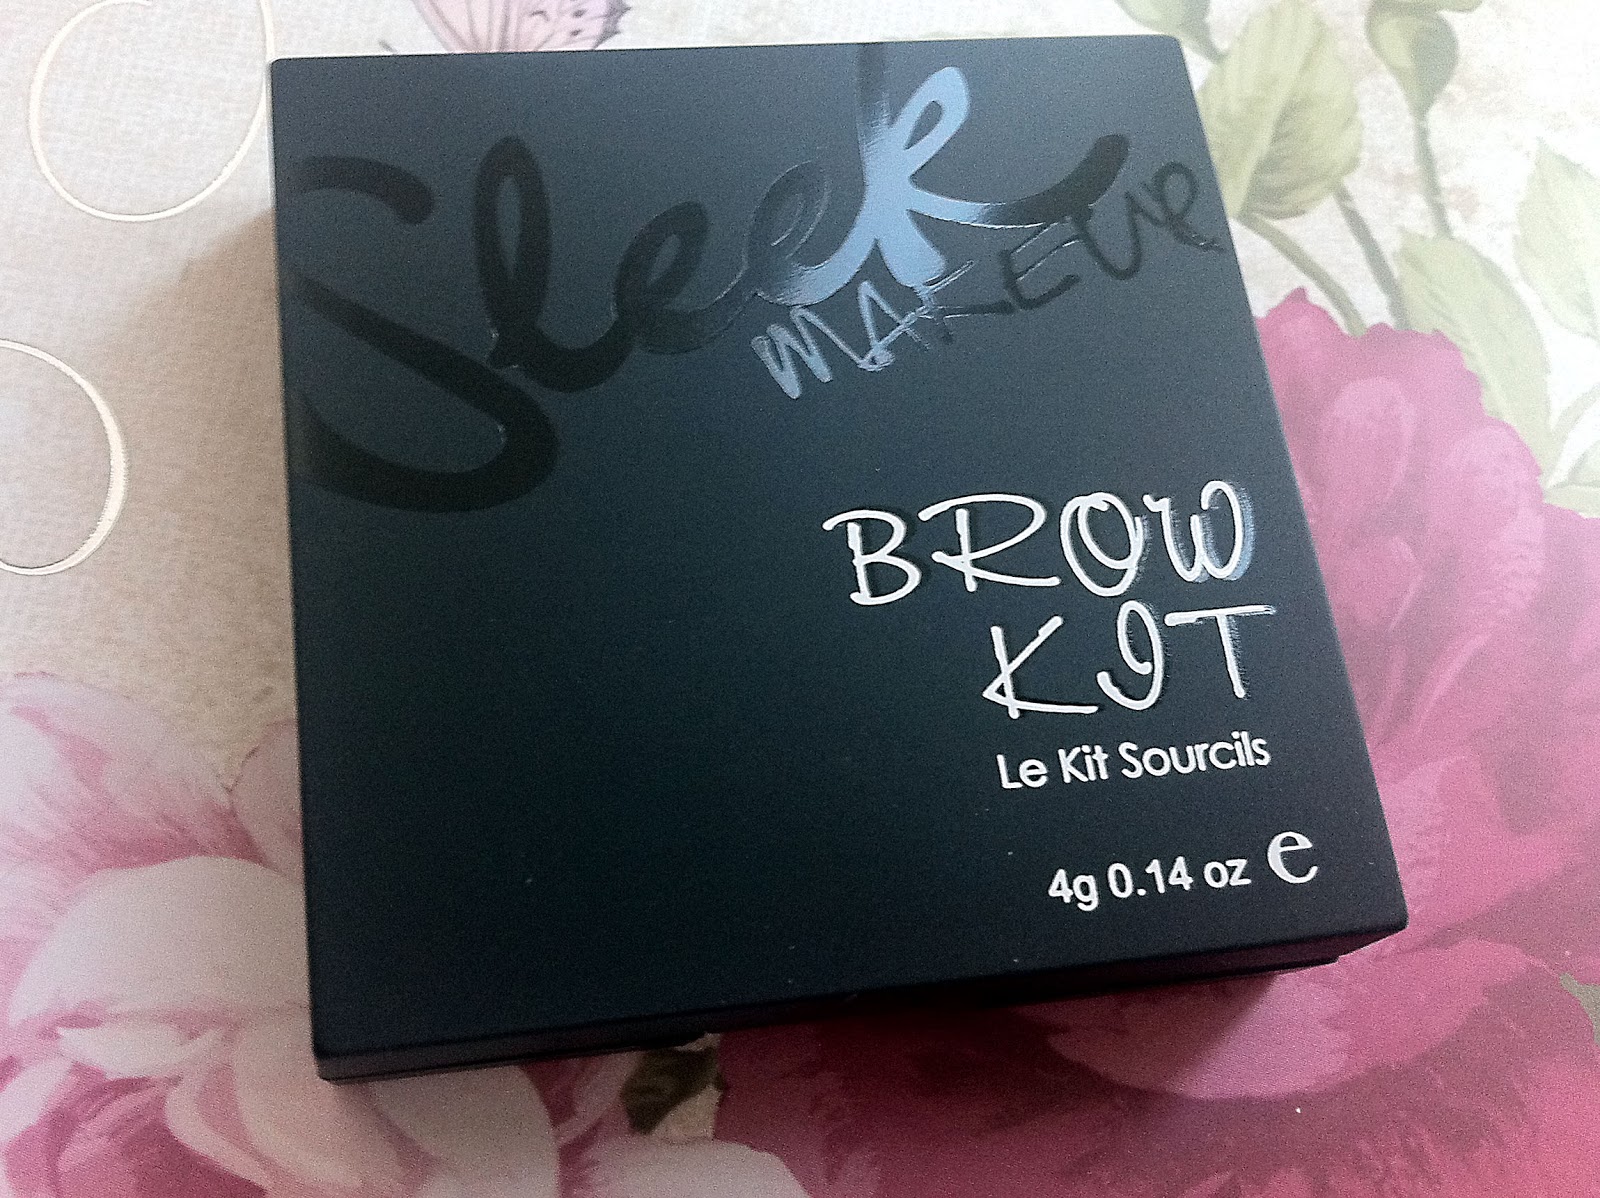 Sleek
MAKEUP
BROW
KIT
Le Kit Sourcils
4g 0.14 oz e